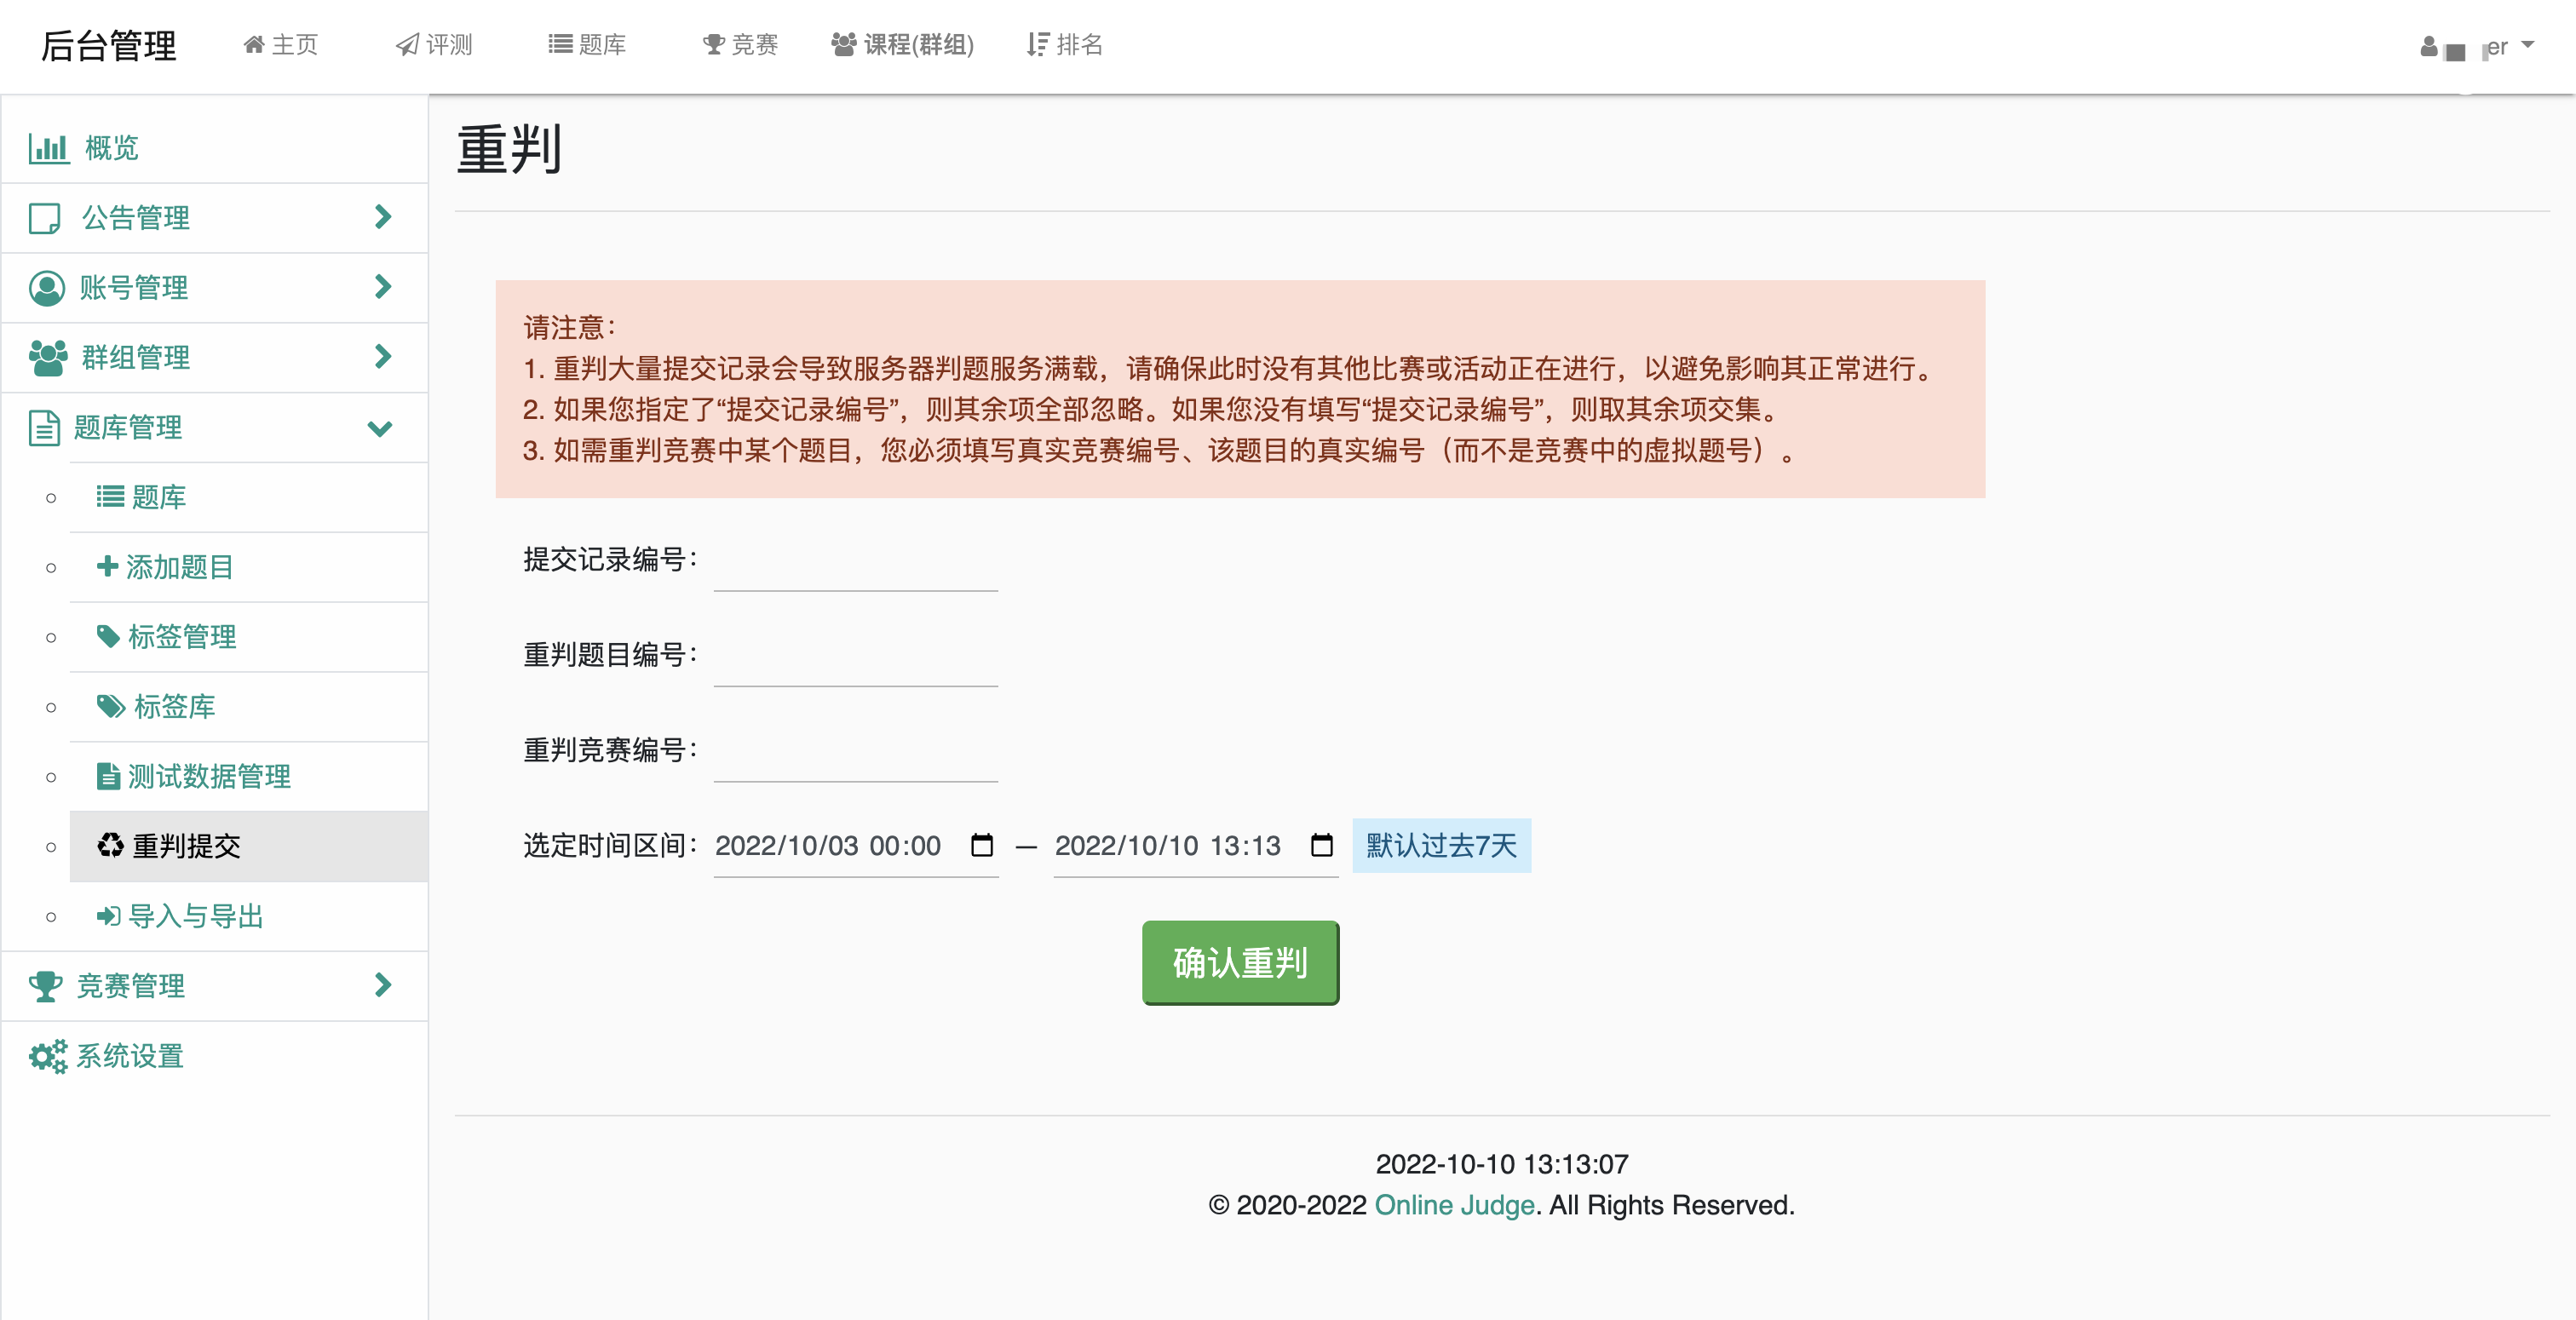 后台管理 主页 评测 题库 竞赛 课程(群组) 排名 er
概览
公告管理
账号管理
群组管理
题库管理
题库
添加题目
标签管理
标签库
测试数据管理
重判提交
导入与导出
竞赛管理
系统设置
重判
请注意：
1. 重判大量提交记录会导致服务器判题服务满载，请确保此时没有其他比赛或活动正在进行，以避免影响其正常进行。
2. 如果您指定了“提交记录编号”，则其余项全部忽略。如果您没有填写“提交记录编号”，则取其余项交集。
3. 如需重判竞赛中某个题目，您必须填写真实竞赛编号、该题目的真实编号（而不是竞赛中的虚拟题号）。
提交记录编号：
重判题目编号：
重判竞赛编号：
选定时间区间： 2022/10/03 00:00 — 2022/10/10 13:13 默认过去7天
确认重判
2022-10-10 13:13:07
© 2020-2022 Online Judge. All Rights Reserved.